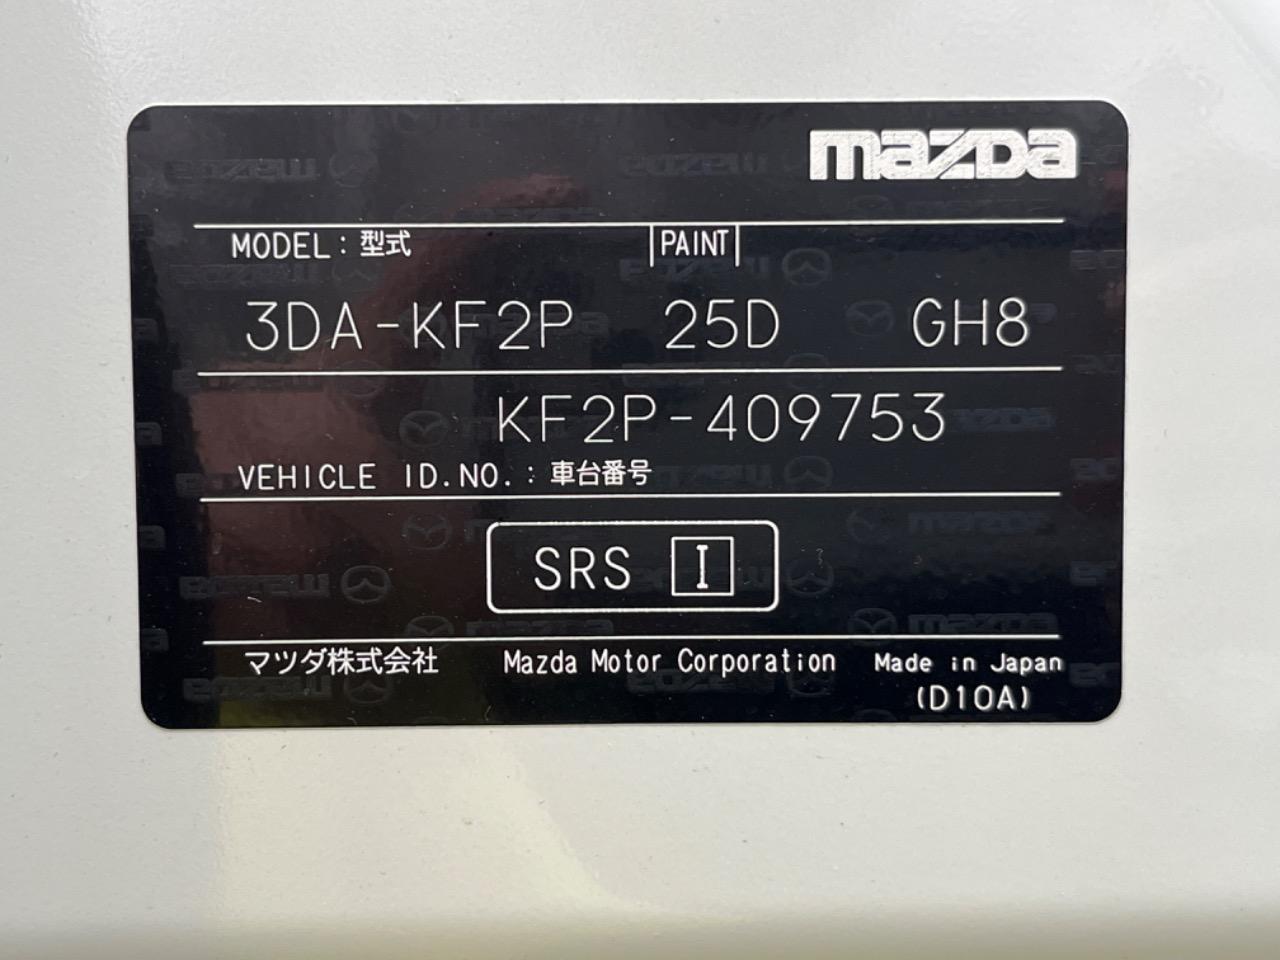 mazda
MODEL：型式 PAINT
3DA-KF2P 25D GH8
KF2P-409753
VEHICLE ID.NO.：車台番号
SRS I
マツダ株式会社 Mazda Motor Corporation Made in Japan
(D10A)